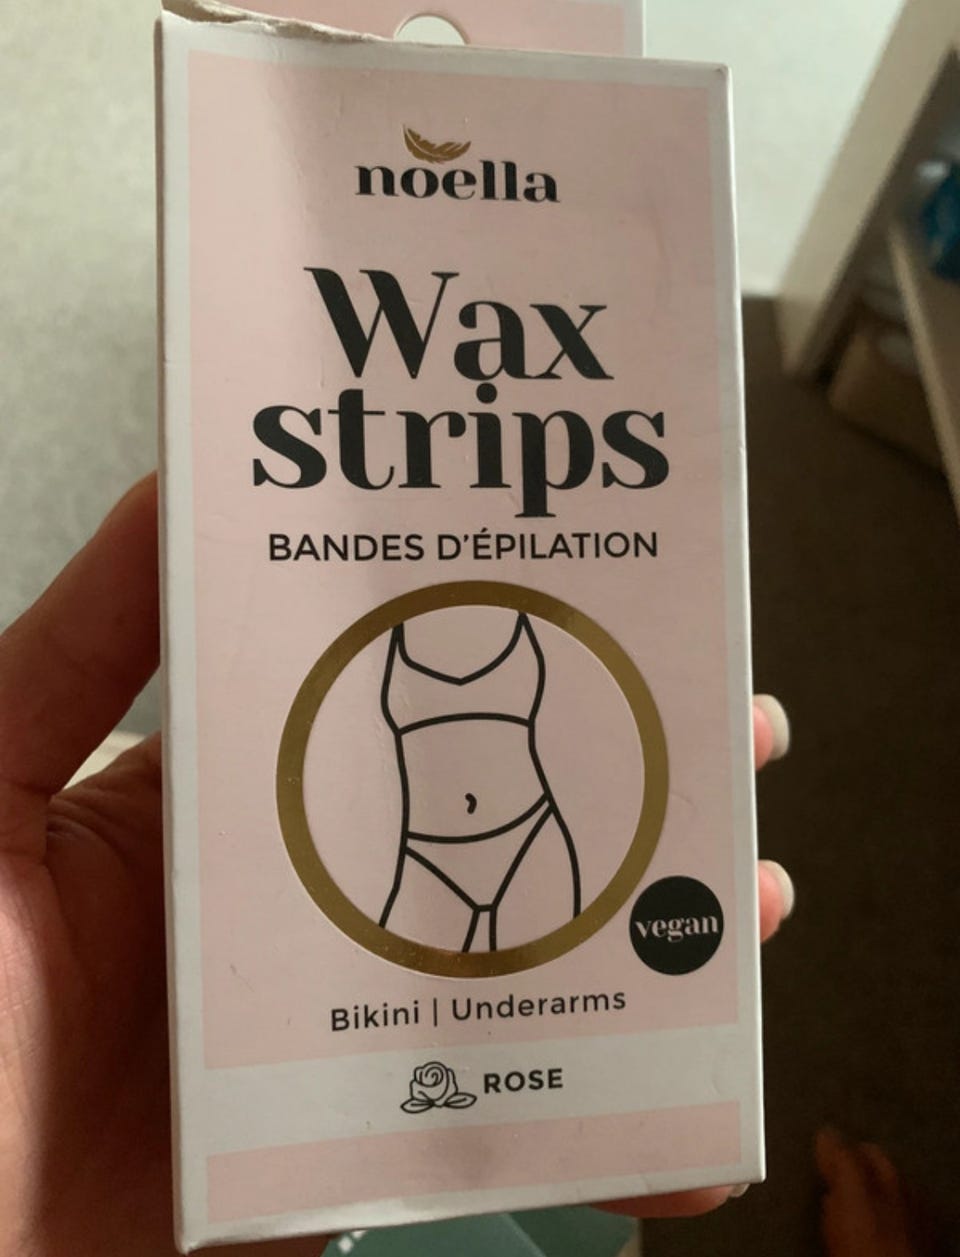 noella
Wax
strips
BANDES D'ÉPILATION
vegan
Bikini | Underarms
ROSE